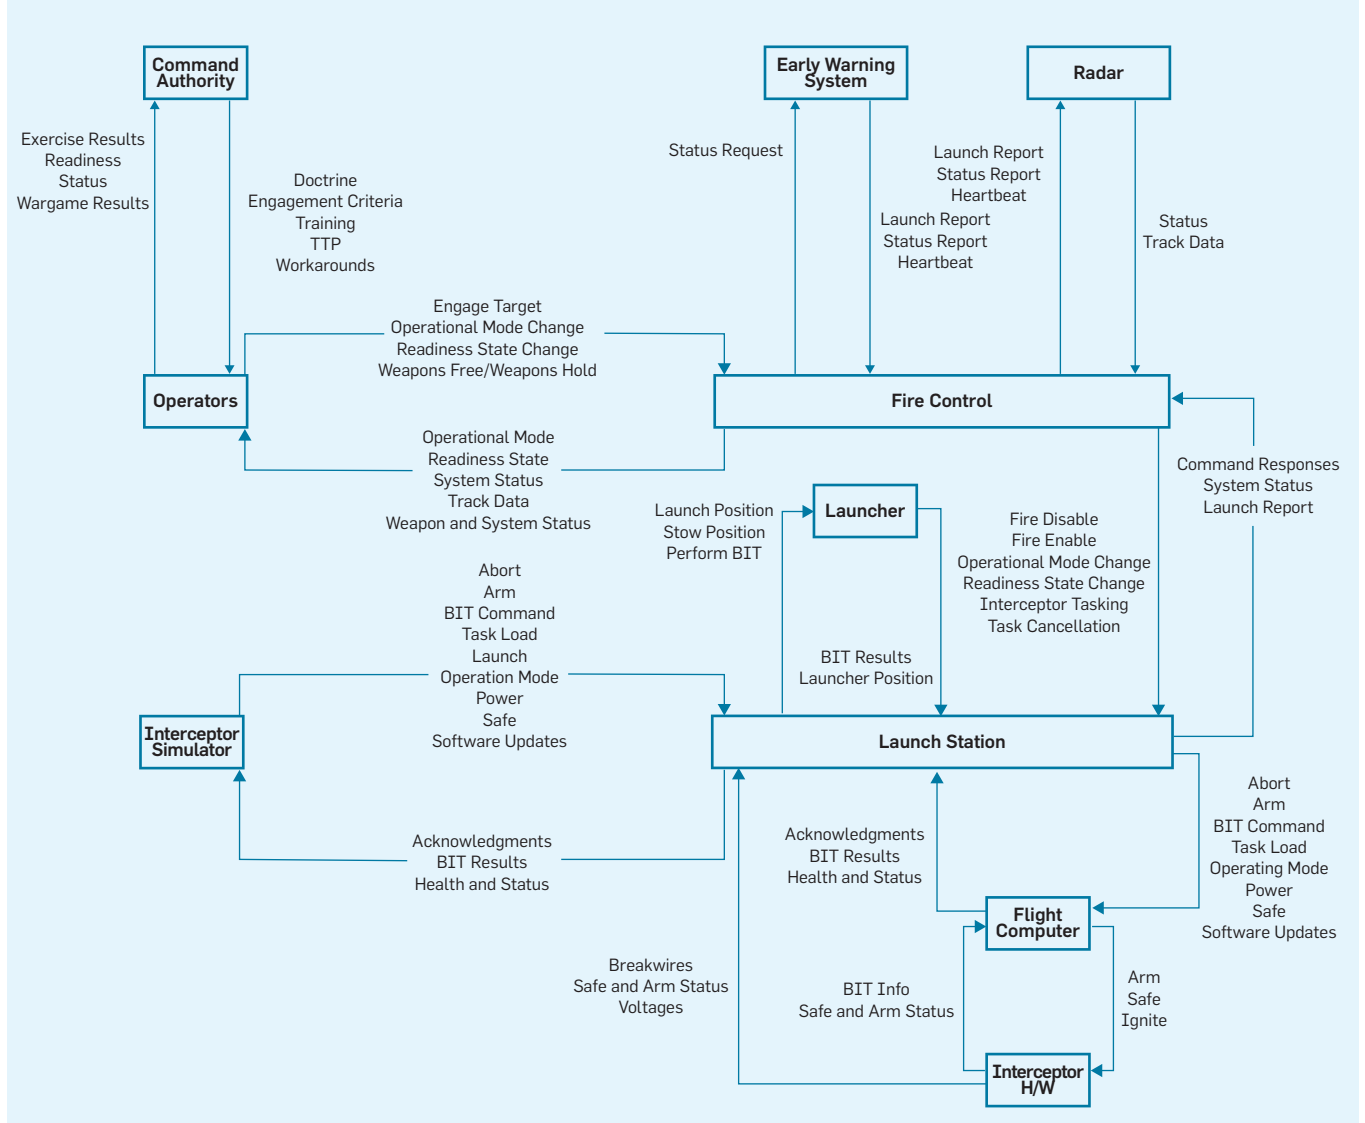 Command
Authority
Early Warning
System
Radar
Exercise Results
Readiness
Status
Wargame Results
Doctrine
Engagement Criteria
Training
TTP
Workarounds
Status Request
Launch Report
Status Report
Heartbeat
Launch Report
Status Report
Heartbeat
Status
Track Data
Engage Target
Operational Mode Change
Readiness State Change
Weapons Free/Weapons Hold
Operators
Fire Control
Operational Mode
Readiness State
System Status
Track Data
Weapon and System Status
Command Responses
System Status
Launch Report
Launch Position
Stow Position
Perform BIT
Launcher
Fire Disable
Fire Enable
Operational Mode Change
Readiness State Change
Interceptor Tasking
Task Cancellation
Abort
Arm
BIT Command
Task Load
Launch
Operation Mode
Power
Safe
Software Updates
BIT Results
Launcher Position
Interceptor
Simulator
Launch Station
Acknowledgments
BIT Results
Health and Status
Acknowledgments
BIT Results
Health and Status
Abort
Arm
BIT Command
Task Load
Operating Mode
Power
Safe
Software Updates
Flight
Computer
Breakwires
Safe and Arm Status
Voltages
BIT Info
Safe and Arm Status
Arm
Safe
Ignite
Interceptor
H/W